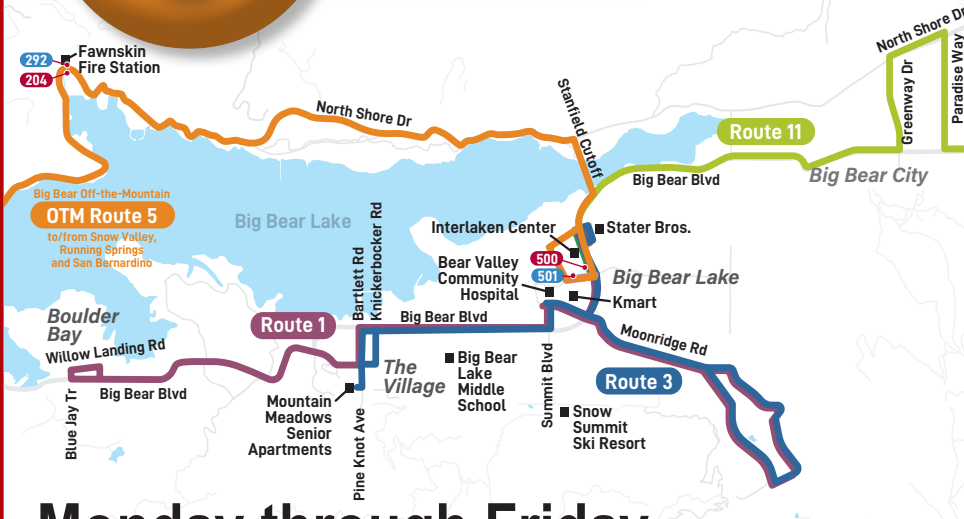 North Shore Dr
Paradise Way
Greenway Dr
292
204
Fawnskin
Fire Station
North Shore Dr
Stanfield Cutoff
Route 11
Big Bear Blvd
Big Bear City
Big Bear Off-the-Mountain
OTM Route 5
to/from Snow Valley,
Running Springs
and San Bernardino
Big Bear Lake
Bartlett Rd
Knickerbocker Rd
Interlaken Center
Stater Bros.
500
501
Bear Valley
Community
Hospital
Big Bear Lake
Kmart
Boulder
Bay
Willow Landing Rd
Route 1
Big Bear Blvd
Moonridge Rd
Big Bear Blvd
Blue Jay Tr
The
Village
Big Bear
Lake
Middle
School
Summit Blvd
Route 3
Mountain
Meadows
Senior
Apartments
Pine Knot Ave
Snow
Summit
Ski Resort
Monday through Friday